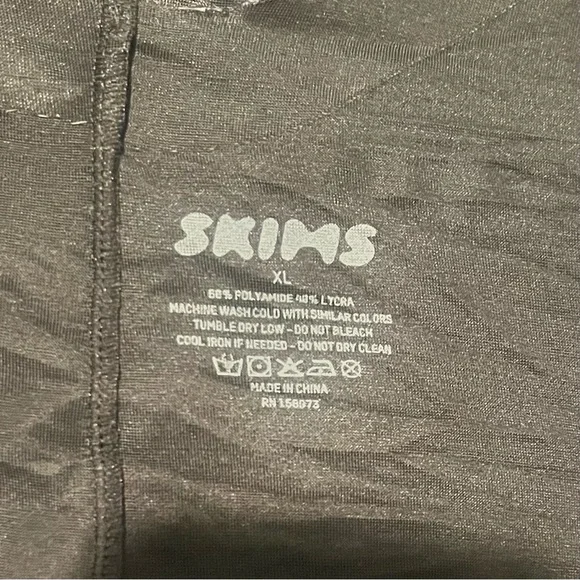 SKIMS
XL
60% POLYAMIDE 40% LYCRA
MACHINE WASH COLD WITH SIMILAR COLORS
TUMBLE DRY LOW - DO NOT BLEACH
COOL IRON IF NEEDED - DO NOT DRY CLEAN
MADE IN CHINA
RN 156973